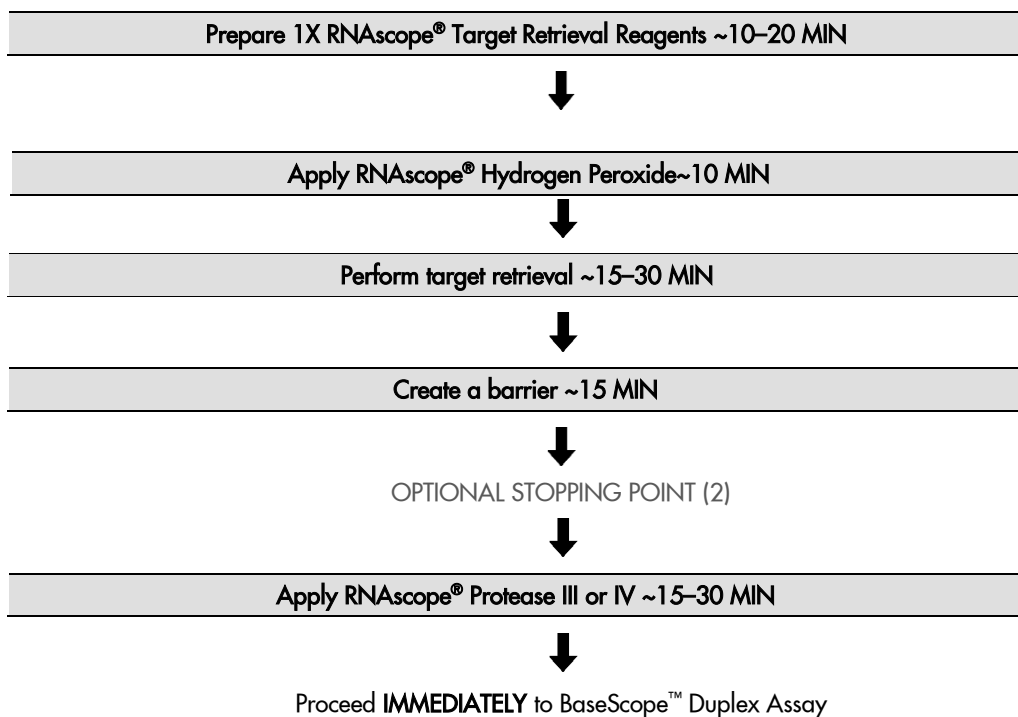 Prepare 1X RNAscope® Target Retrieval Reagents ~10–20 MIN
Apply RNAscope® Hydrogen Peroxide~10 MIN
Perform target retrieval ~15–30 MIN
Create a barrier ~15 MIN
OPTIONAL STOPPING POINT (2)
Apply RNAscope® Protease III or IV ~15–30 MIN
Proceed IMMEDIATELY to BaseScope™ Duplex Assay